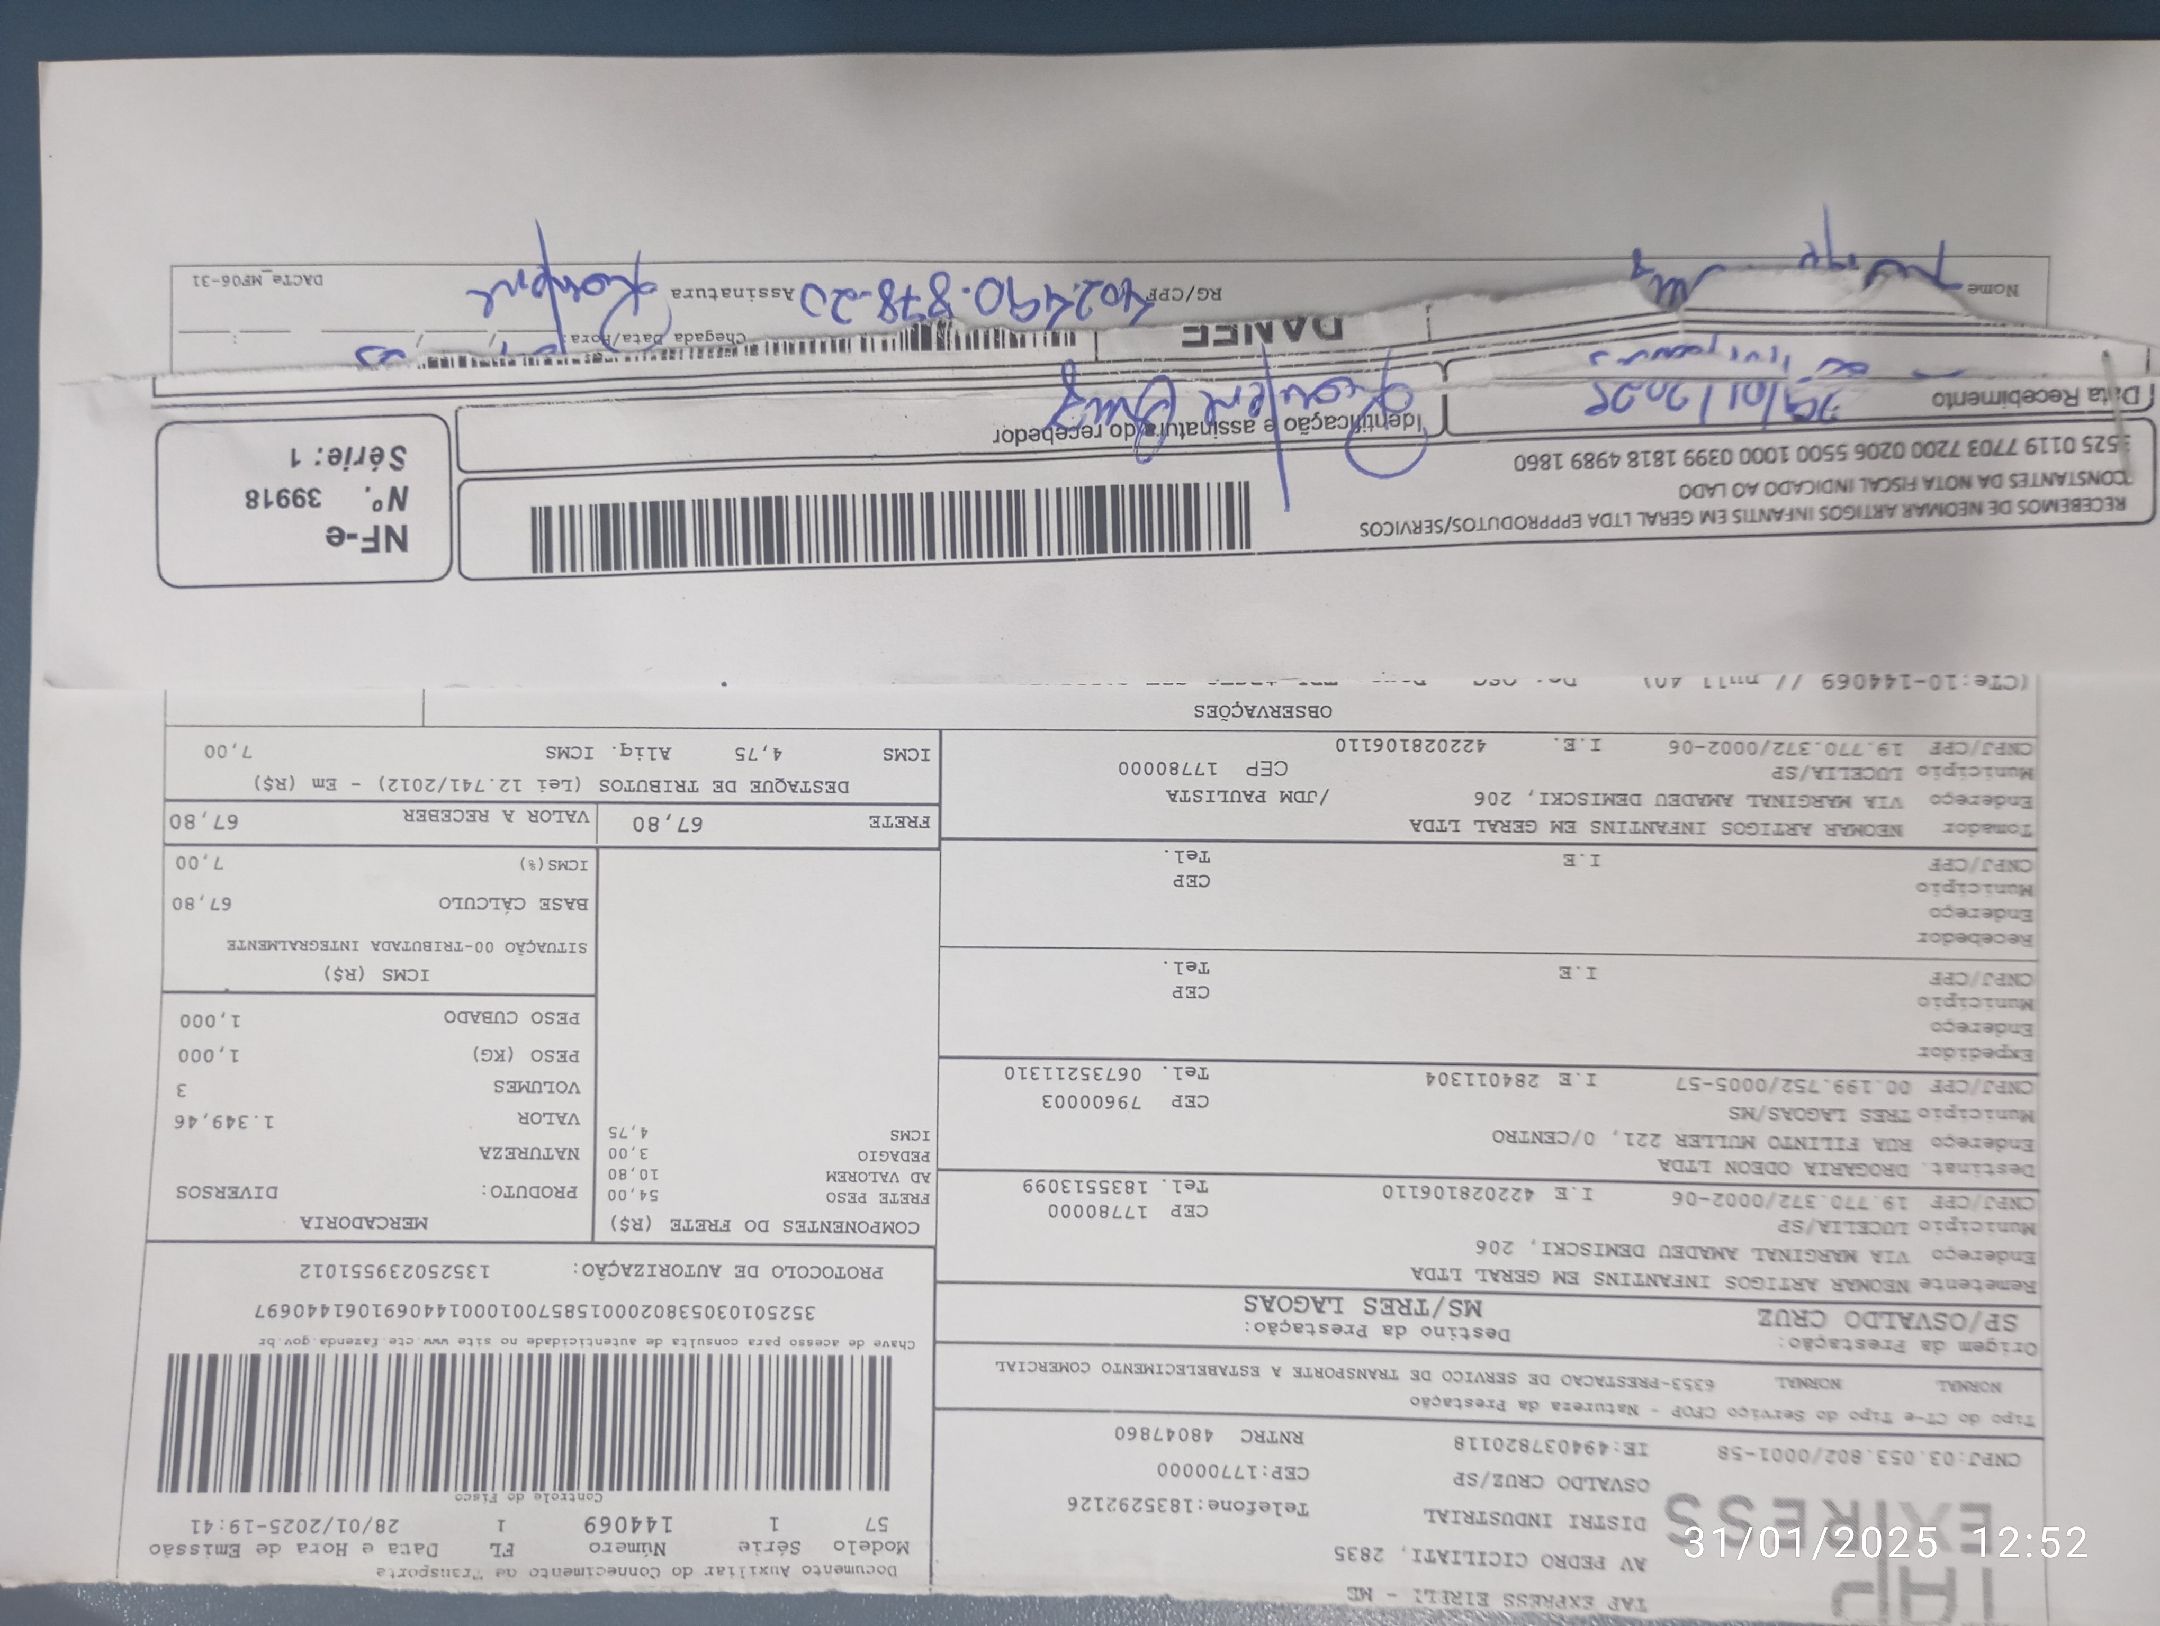 TAP EXPRESS EIRELI - ME
AV PEDRO CICILIATI, 2835
DISTRI INDUSTRIAL Telefone:1835292126
OSVALDO CRUZ/SP CEP:17700000
CNPJ:03.053.802/0001-58 IE:494037820118 RNTRC 48047860
Documento Auxiliar do Conhecimento de Transporte
Modelo Série Número FL Data e Hora de Emissão
57 1 144069 1 28/01/2025-19:41
Controle do Fisco
Chave de acesso para consulta de autenticidade no site www.cte.fazenda.gov.br
35250103053802000158570010001440691061440697
PROTOCOLO DE AUTORIZAÇÃO: 135250239551012
Tipo do CT-e Tipo do Serviço CFOP - Natureza da Prestação
NORMAL NORMAL 6353-PRESTACAO DE SERVICO DE TRANSPORTE A ESTABELECIMENTO COMERCIAL
Origem da Prestação: Destino da Prestação:
SP/OSVALDO CRUZ MS/TRES LAGOAS
Remetente NEOMAR ARTIGOS INFANTINS EM GERAL LTDA
Endereço VIA MARGINAL AMADEU DEMISCKI, 206
Município LUCELIA/SP CEP 17780000
CNPJ/CPF 19.770.372/0002-06 I.E 422028106110 Tel. 1835513099
Destinat. DROGARIA ODEON LTDA
Endereço RUA FILINTO MULLER 221, 0/CENTRO
Município TRES LAGOAS/MS CEP 79600003
CNPJ/CPF 00.199.752/0005-57 I.E 284011304 Tel. 06735211310
Expedidor
Endereço
Município CEP
CNPJ/CPF I.E Tel.
Recebedor
Endereço
Município CEP
CNPJ/CPF I.E Tel.
Tomador NEOMAR ARTIGOS INFANTINS EM GERAL LTDA
Endereço VIA MARGINAL AMADEU DEMISCKI, 206 /JDM PAULISTA
Município LUCELIA/SP CEP 17780000
CNPJ/CPF 19.770.372/0002-06 I.E. 422028106110
COMPONENTES DO FRETE (R$)
FRETE PESO 54,00
AD VALOREM 10,80
PEDAGIO 3,00
ICMS 4,75
MERCADORIA
PRODUTO: DIVERSOS
NATUREZA
VALOR 1.349,46
VOLUMES 3
PESO (KG) 1,000
PESO CUBADO 1,000
ICMS (R$)
SITUAÇÃO 00-TRIBUTADA INTEGRALMENTE
BASE CÁLCULO 67,80
ICMS(%) 7,00
FRETE 67,80 VALOR A RECEBER 67,80
DESTAQUE DE TRIBUTOS (Lei 12.741/2012) - Em (R$)
ICMS 4,75 Aliq. ICMS 7,00
OBSERVAÇÕES
(CTe:10-144069 // null 40)
RECEBEMOS DE NEOMAR ARTIGOS INFANTIS EM GERAL LTDA EPPPRODUTOS/SERVICOS
CONSTANTES DA NOTA FISCAL INDICADO AO LADO
3525 0119 7703 7200 0206 5500 1000 0399 1818 4989 1860
NF-e
Nº. 39918
Série: 1
Data Recebimento 29/01/2025
Identificação e assinatura do recebedor
DANFE
Chegada Data/Hora:
Nome RG/CPF 402.490.878-20 Assinatura
DACTe_MF06-31
31/01/2025 12:52